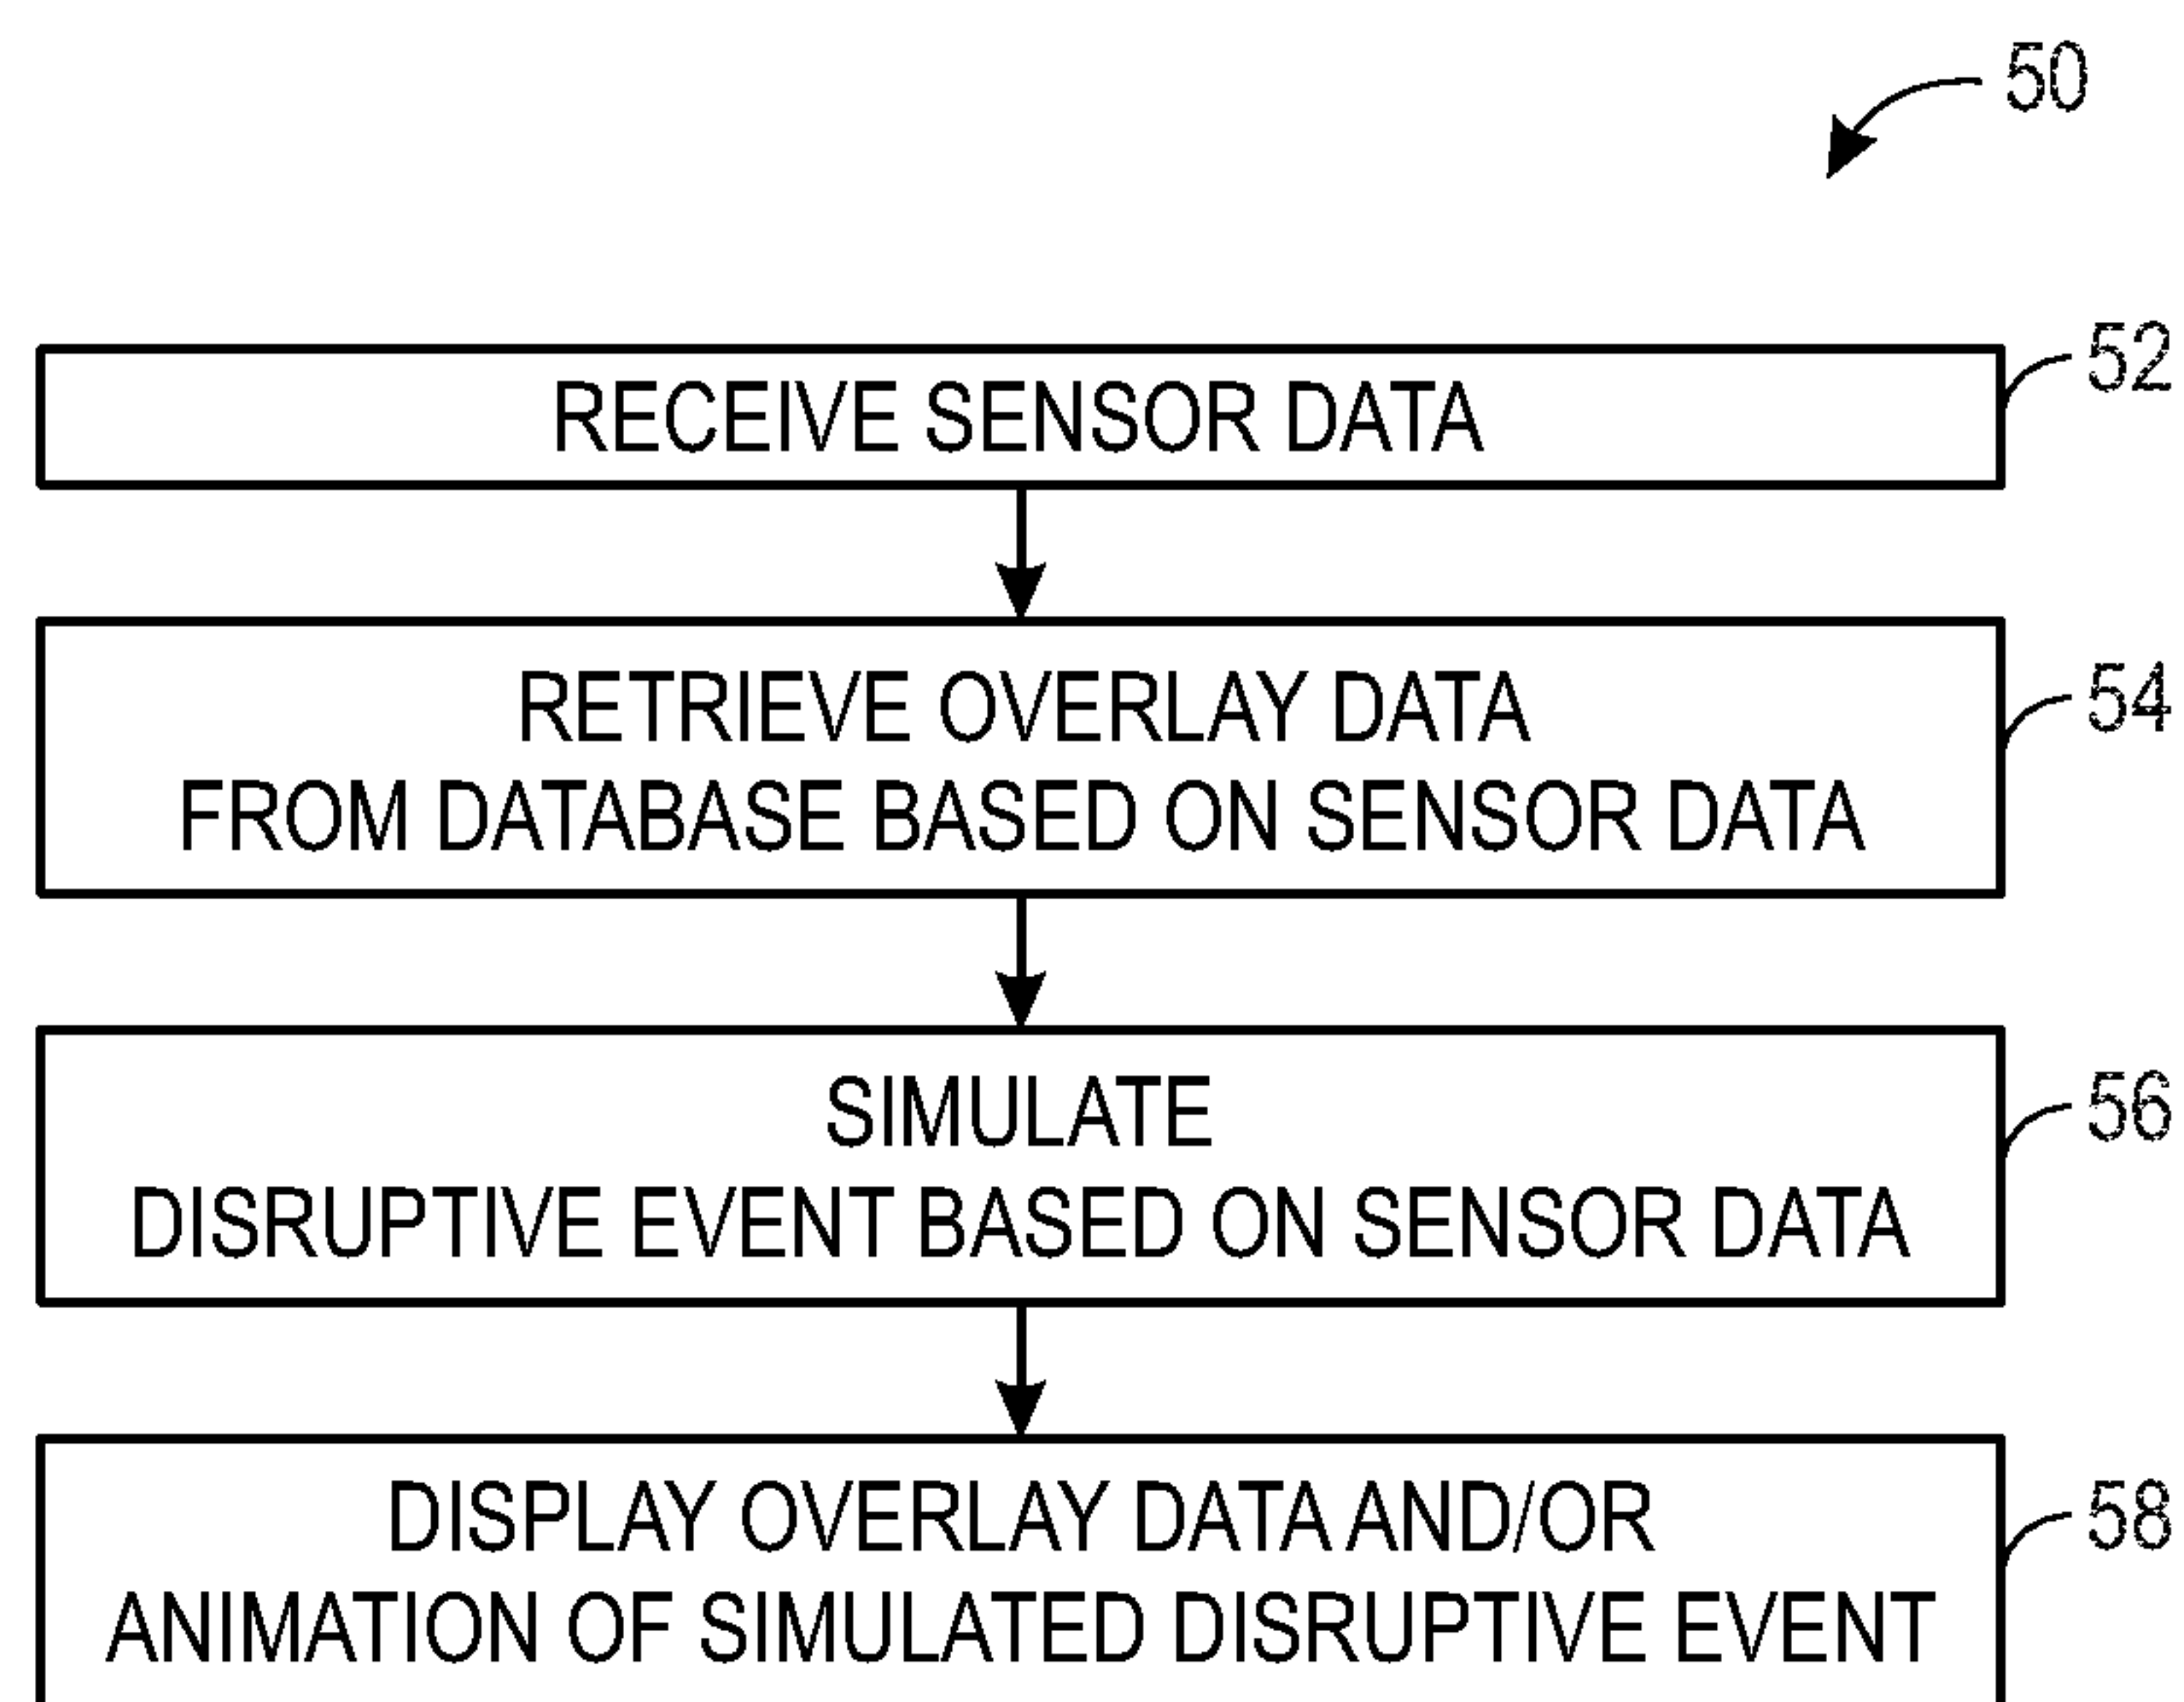 50
RECEIVE SENSOR DATA
52
RETRIEVE OVERLAY DATA
FROM DATABASE BASED ON SENSOR DATA
54
SIMULATE
DISRUPTIVE EVENT BASED ON SENSOR DATA
56
DISPLAY OVERLAY DATA AND/OR
ANIMATION OF SIMULATED DISRUPTIVE EVENT
58